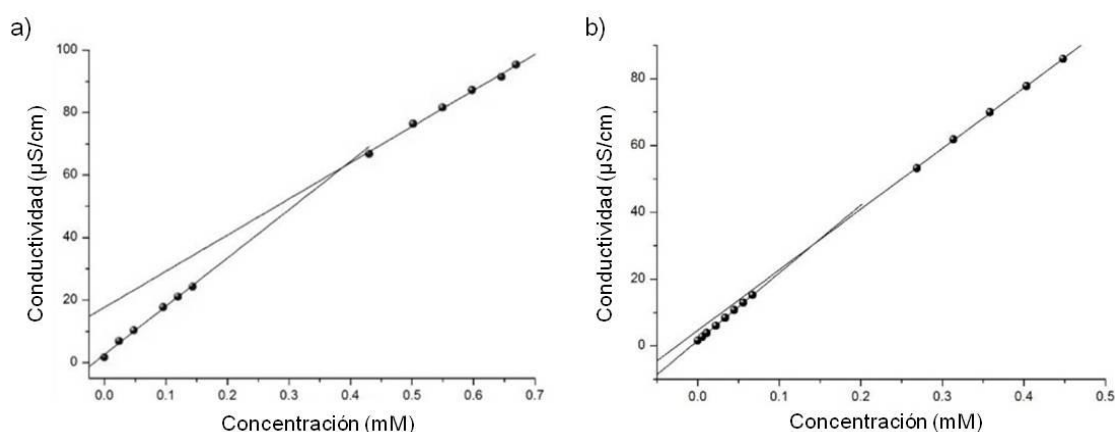 a)
Conductividad (µS/cm)
100
80
60
40
20
0
0.0 0.1 0.2 0.3 0.4 0.5 0.6 0.7
Concentración (mM)
b)
Conductividad (µS/cm)
80
60
40
20
0
0.0 0.1 0.2 0.3 0.4 0.5
Concentración (mM)